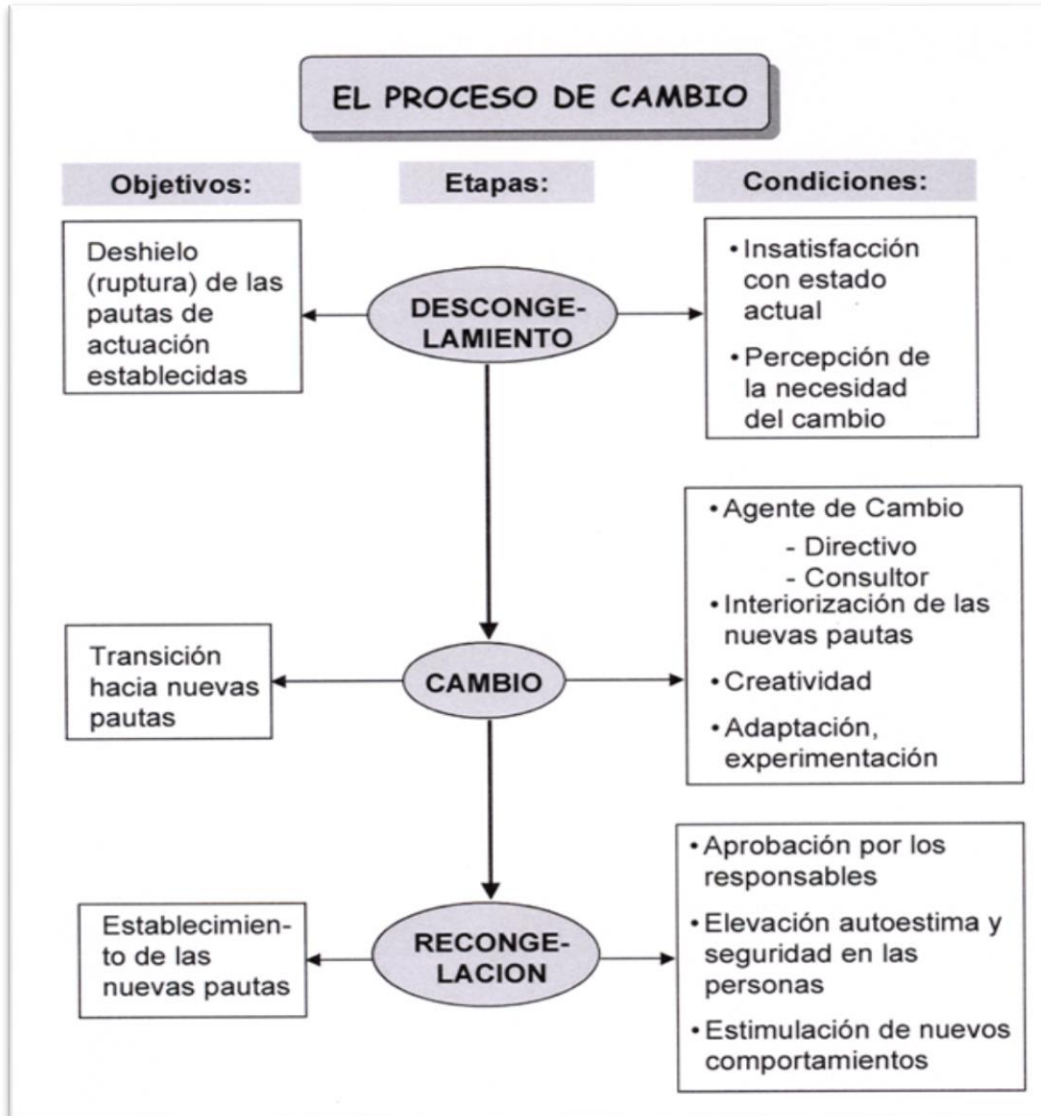 EL PROCESO DE CAMBIO
Objetivos:
Etapas:
Condiciones:
Deshielo
(ruptura) de las
pautas de
actuación
establecidas
DESCONGE-
LAMIENTO
• Insatisfacción
con estado
actual
• Percepción de
la necesidad
del cambio
Transición
hacia nuevas
pautas
CAMBIO
• Agente de Cambio
- Directivo
- Consultor
• Interiorización de las
nuevas pautas
• Creatividad
• Adaptación,
experimentación
Establecimien-
to de las
nuevas pautas
RECONGE-
LACION
• Aprobación por los
responsables
• Elevación autoestima y
seguridad en las
personas
• Estimulación de nuevos
comportamientos